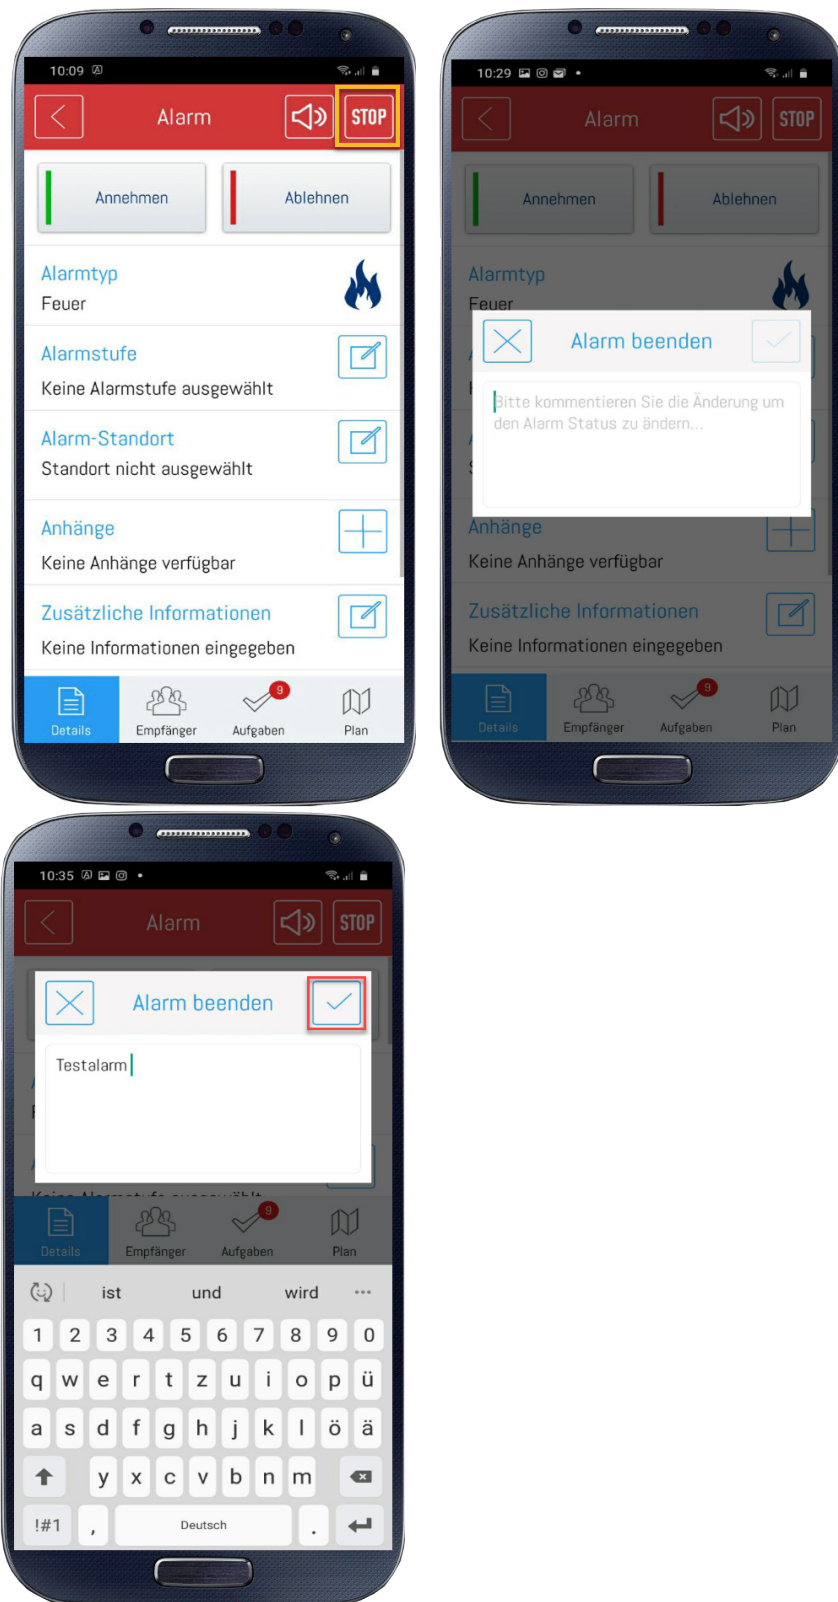 10:09
Alarm
STOP
Annehmen
Ablehnen
Alarmtyp
Feuer
Alarmstufe
Keine Alarmstufe ausgewählt
Alarm-Standort
Standort nicht ausgewählt
Anhänge
Keine Anhänge verfügbar
Zusätzliche Informationen
Keine Informationen eingegeben
9
Details
Empfänger
Aufgaben
Plan
10:29
Alarm
STOP
Annehmen
Ablehnen
Alarmtyp
Feuer
Alarm beenden
Bitte kommentieren Sie die Änderung um
den Alarm Status zu ändern...
Anhänge
Keine Anhänge verfügbar
Zusätzliche Informationen
Keine Informationen eingegeben
9
Details
Empfänger
Aufgaben
Plan
10:35
Alarm
STOP
Alarm beenden
Testalarm
9
Details
Empfänger
Aufgaben
Plan
ist und wird ...
1 2 3 4 5 6 7 8 9 0
q w e r t z u i o p ü
a s d f g h j k l ö ä
y x c v b n m
!#1 , Deutsch .